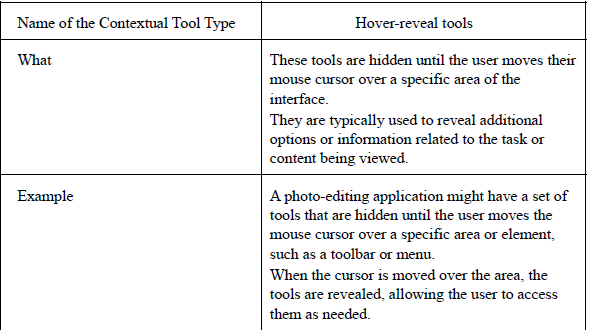 Name of the Contextual Tool Type
Hover-reveal tools
What
These tools are hidden until the user moves their
mouse cursor over a specific area of the
interface.
They are typically used to reveal additional
options or information related to the task or
content being viewed.
Example
A photo-editing application might have a set of
tools that are hidden until the user moves the
mouse cursor over a specific area or element,
such as a toolbar or menu.
When the cursor is moved over the area, the
tools are revealed, allowing the user to access
them as needed.